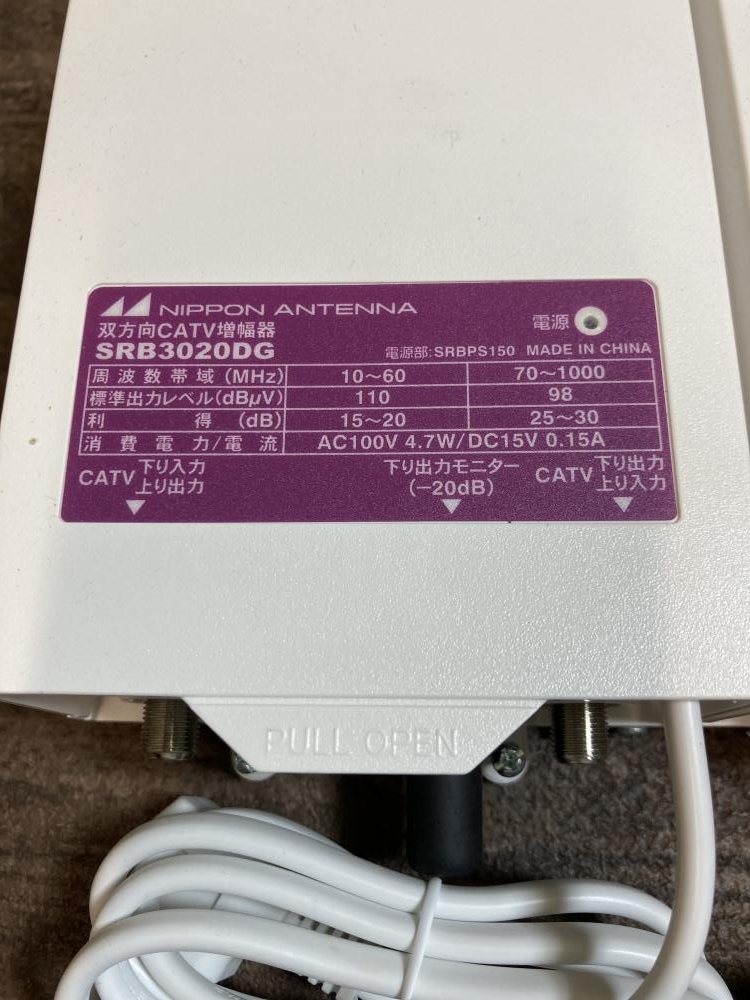 NIPPON ANTENNA
双方向CATV増幅器
電源
SRB3020DG
電源部:SRBPS150 MADE IN CHINA
周波数帯域(MHz) 10~60 70~1000
標準出力レベル(dBμV) 110 98
利得(dB) 15~20 25~30
消費電力/電流 AC100V 4.7W/DC15V 0.15A
CATV 下り入力 上り出力
下り出力モニター
(−20dB)
CATV 下り出力 上り入力
PULL OPEN